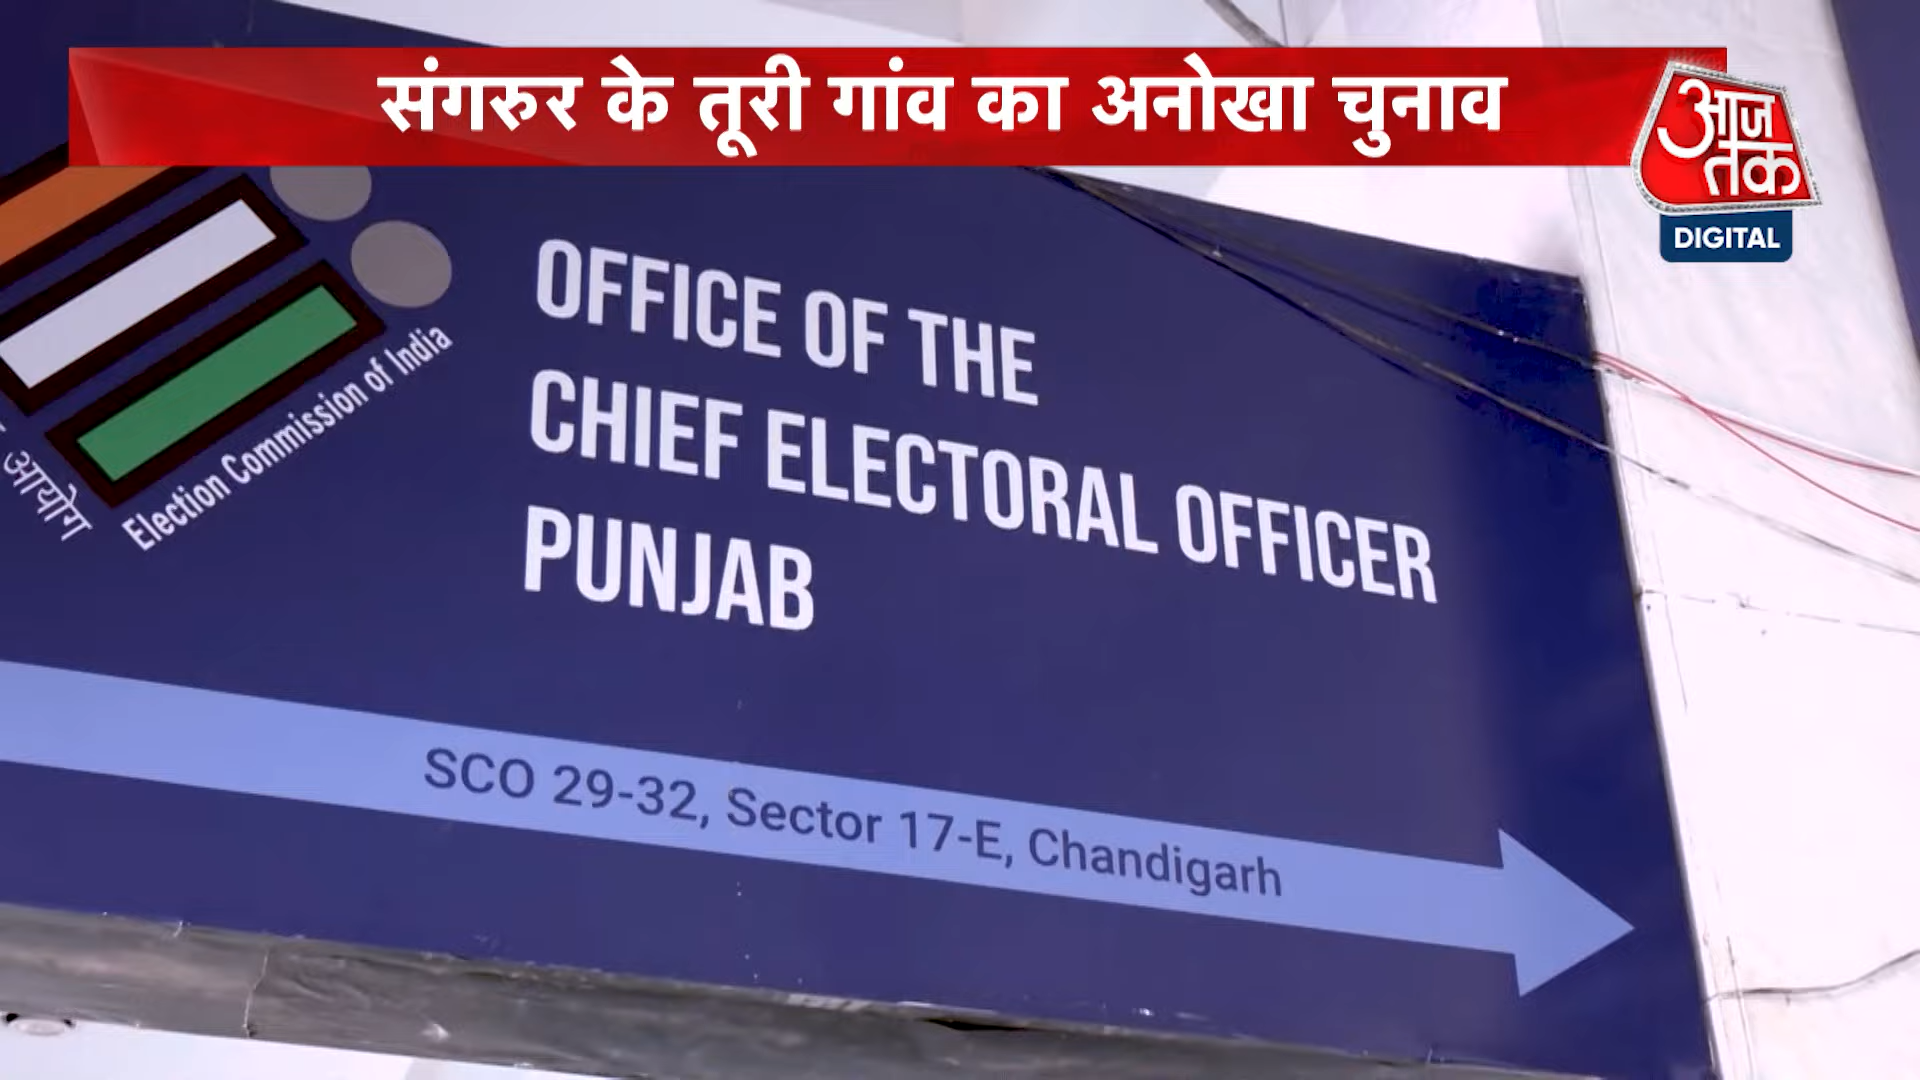 संगरुर के तूरी गांव का अनोखा चुनाव
आज
तक
DIGITAL
OFFICE OF THE
CHIEF ELECTORAL OFFICER
PUNJAB
आयोग
Election Commission of India
SCO 29-32, Sector 17-E, Chandigarh